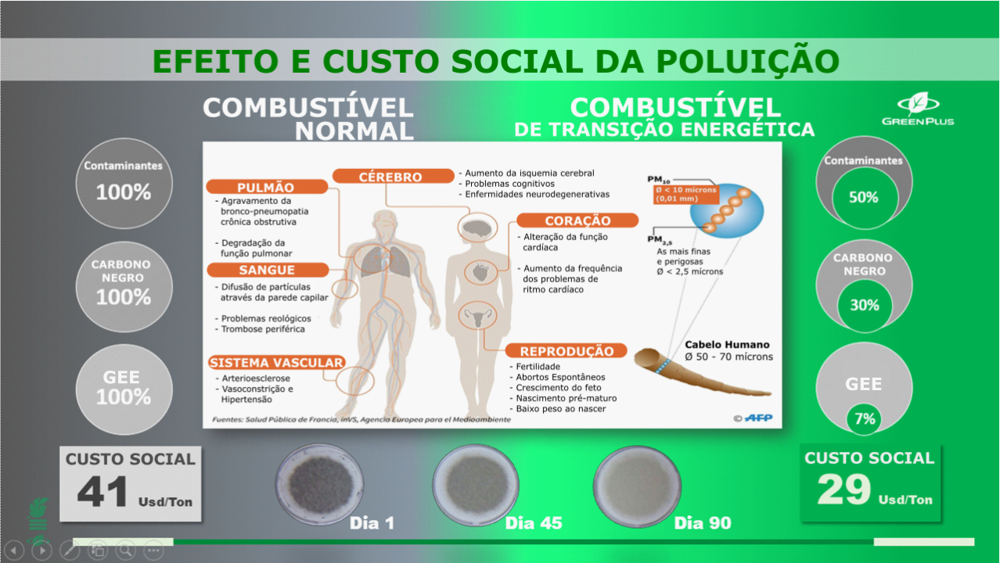 EFEITO E CUSTO SOCIAL DA POLUIÇÃO
COMBUSTÍVEL
NORMAL
COMBUSTÍVEL
DE TRANSIÇÃO ENERGÉTICA
GREENPLUS
Contaminantes
100%
CARBONO
NEGRO
100%
GEE
100%
CUSTO SOCIAL
41 Usd/Ton
PULMÃO
- Agravamento da
bronco-pneumopatia
crônica obstrutiva
- Degradação da
função pulmonar
SANGUE
- Difusão de partículas
através da parede capilar
- Problemas reológicos
- Trombose periférica
SISTEMA VASCULAR
- Arterioesclerose
- Vasoconstrição e
Hipertensão
CÉREBRO
- Aumento da isquemia cerebral
- Problemas cognitivos
- Enfermidades neurodegenerativas
CORAÇÃO
- Alteração da função
cardíaca
- Aumento da frequência
dos problemas de
ritmo cardíaco
REPRODUÇÃO
- Fertilidade
- Abortos Espontâneos
- Crescimento do feto
- Nascimento pré-maturo
- Baixo peso ao nascer
PM10
Ø < 10 microns
(0,01 mm)
PM2,5
As mais finas
e perigosas
Ø < 2,5 mícrons
Cabelo Humano
Ø 50 - 70 mícrons
Fuentes: Salud Pública de Francia, inVS, Agencia Europea para el Medioambiente
© AFP
Contaminantes
50%
CARBONO
NEGRO
30%
GEE
7%
CUSTO SOCIAL
29 Usd/Ton
Dia 1
Dia 45
Dia 90